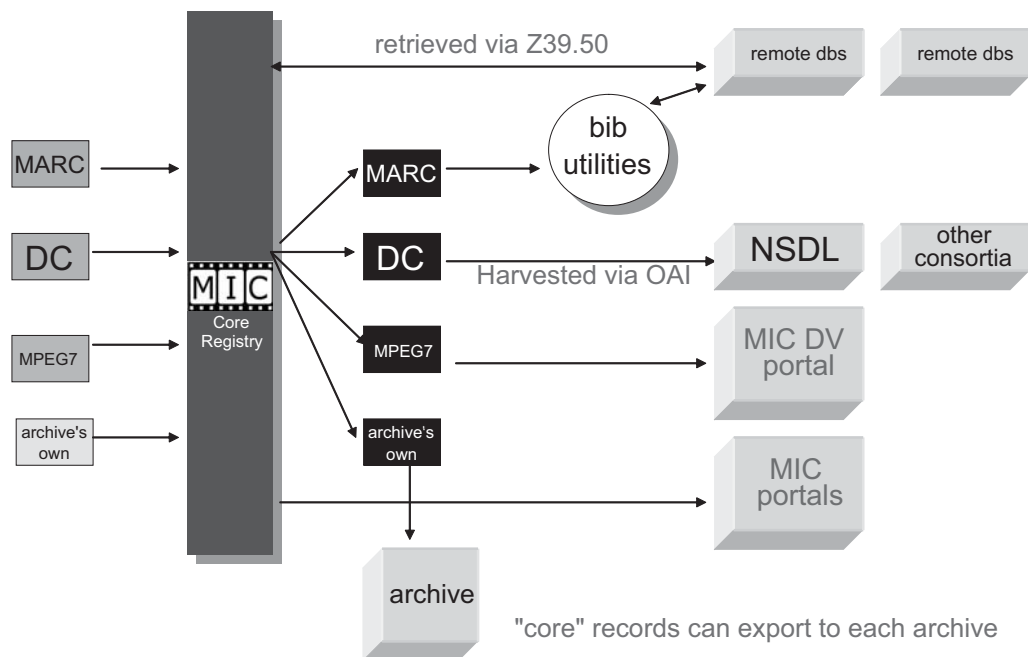 retrieved via Z39.50
remote dbs
remote dbs
bib
utilities
MARC
MARC
DC
DC
Harvested via OAI
NSDL
other
consortia
MIC
Core
Registry
MPEG7
MPEG7
MIC DV
portal
archive's
own
archive's
own
MIC
portals
archive
"core" records can export to each archive